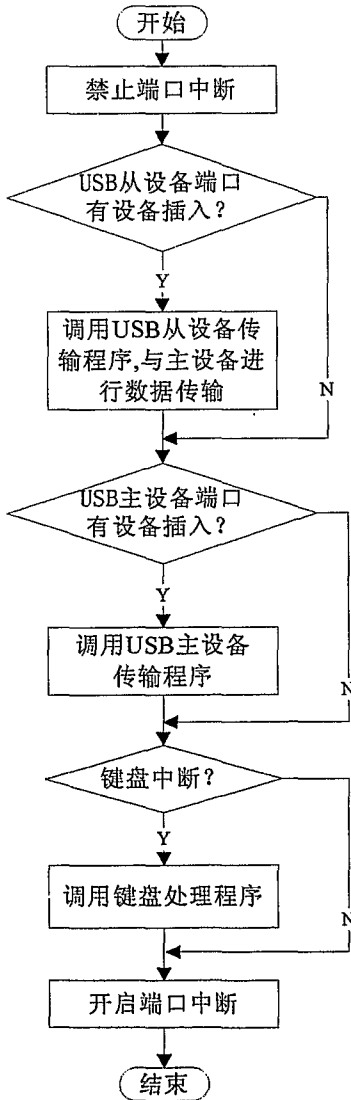 开始
禁止端口中断
USB从设备端口
有设备插入?
Y
调用USB从设备传
输程序,与主设备进
行数据传输
N
USB主设备端口
有设备插入?
Y
调用USB主设备
传输程序
N
键盘中断?
Y
调用键盘处理程序
N
开启端口中断
结束